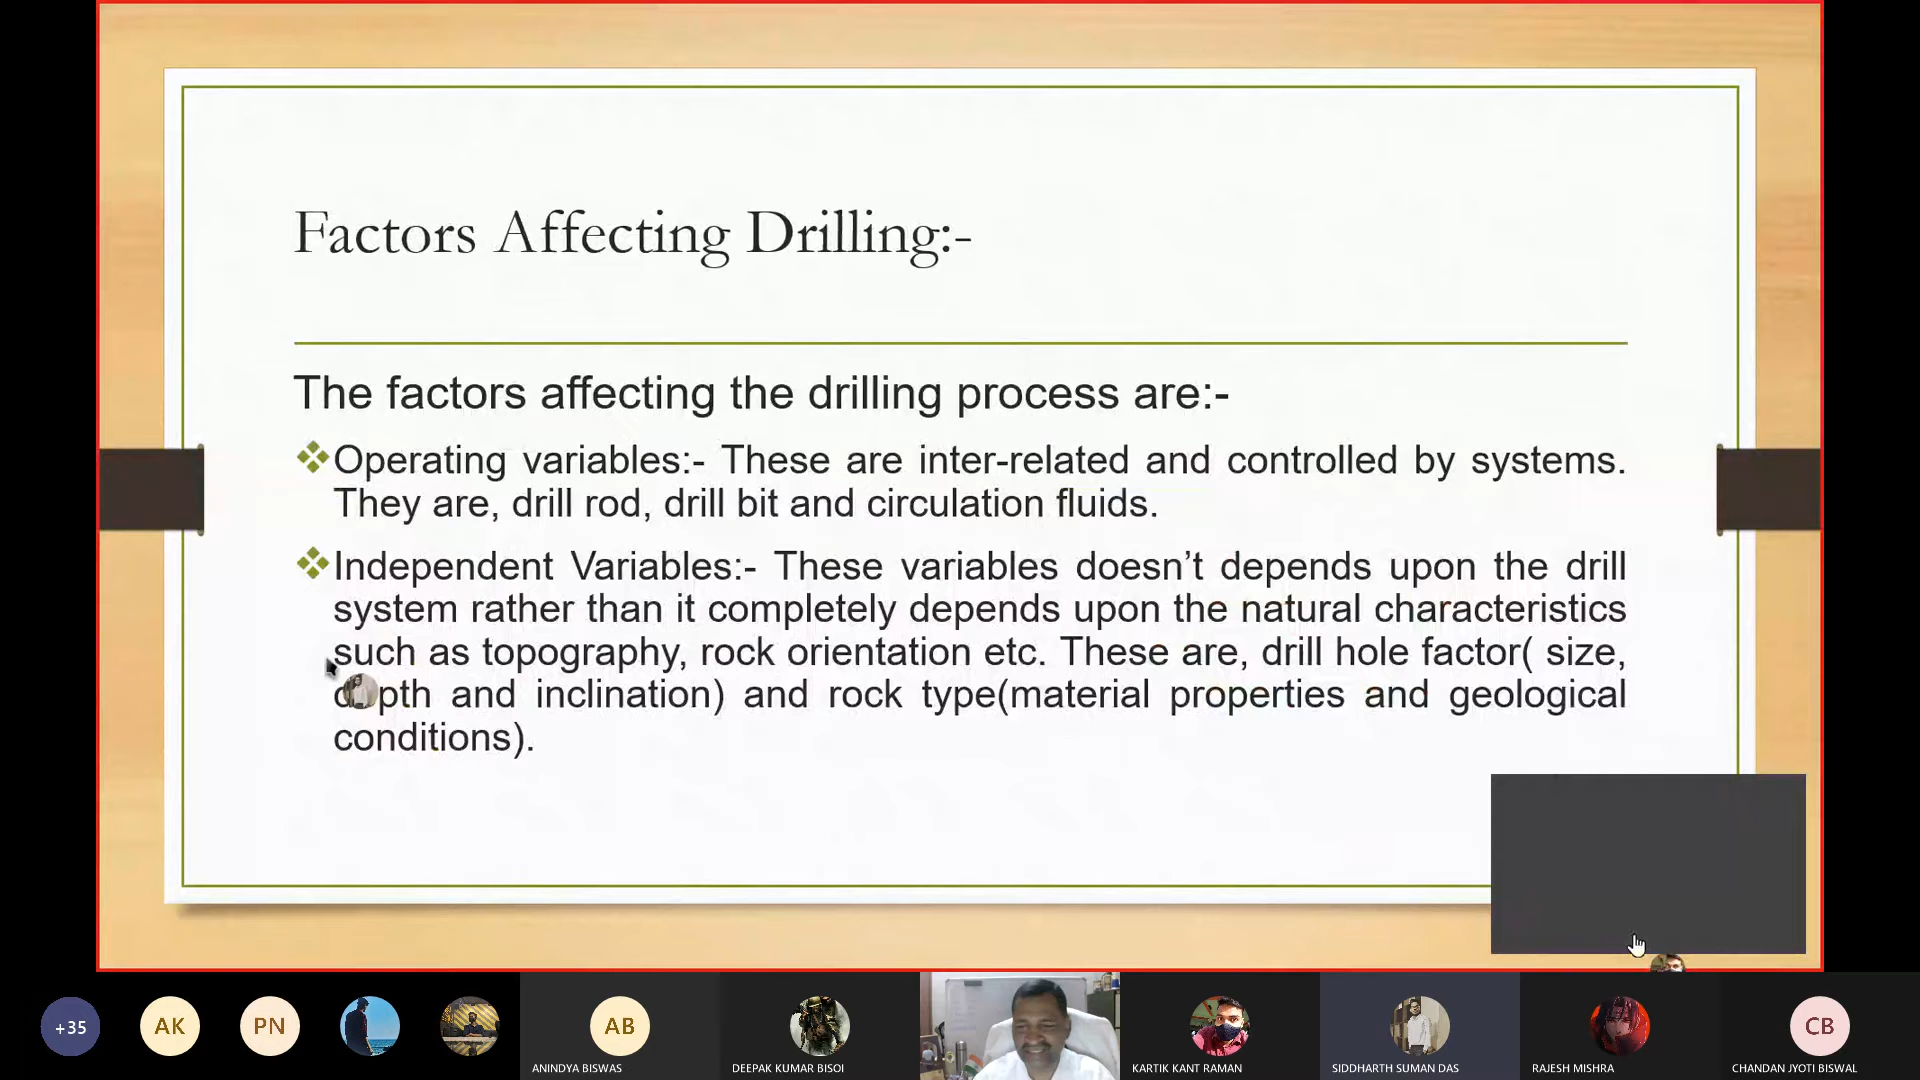 Factors Affecting Drilling:-
The factors affecting the drilling process are:-
Operating variables:- These are inter-related and controlled by systems.
They are, drill rod, drill bit and circulation fluids.
Independent Variables:- These variables doesn’t depends upon the drill
system rather than it completely depends upon the natural characteristics
such as topography, rock orientation etc. These are, drill hole factor( size,
and inclination) and rock type(material properties and geological
conditions).
+35
AK
PN
AB
CB
ANINDYA BISWAS
DEEPAK KUMAR BISOI
KARTIK KANT RAMAN
SIDDHARTH SUMAN DAS
RAJESH MISHRA
CHANDAN JYOTI BISWAL